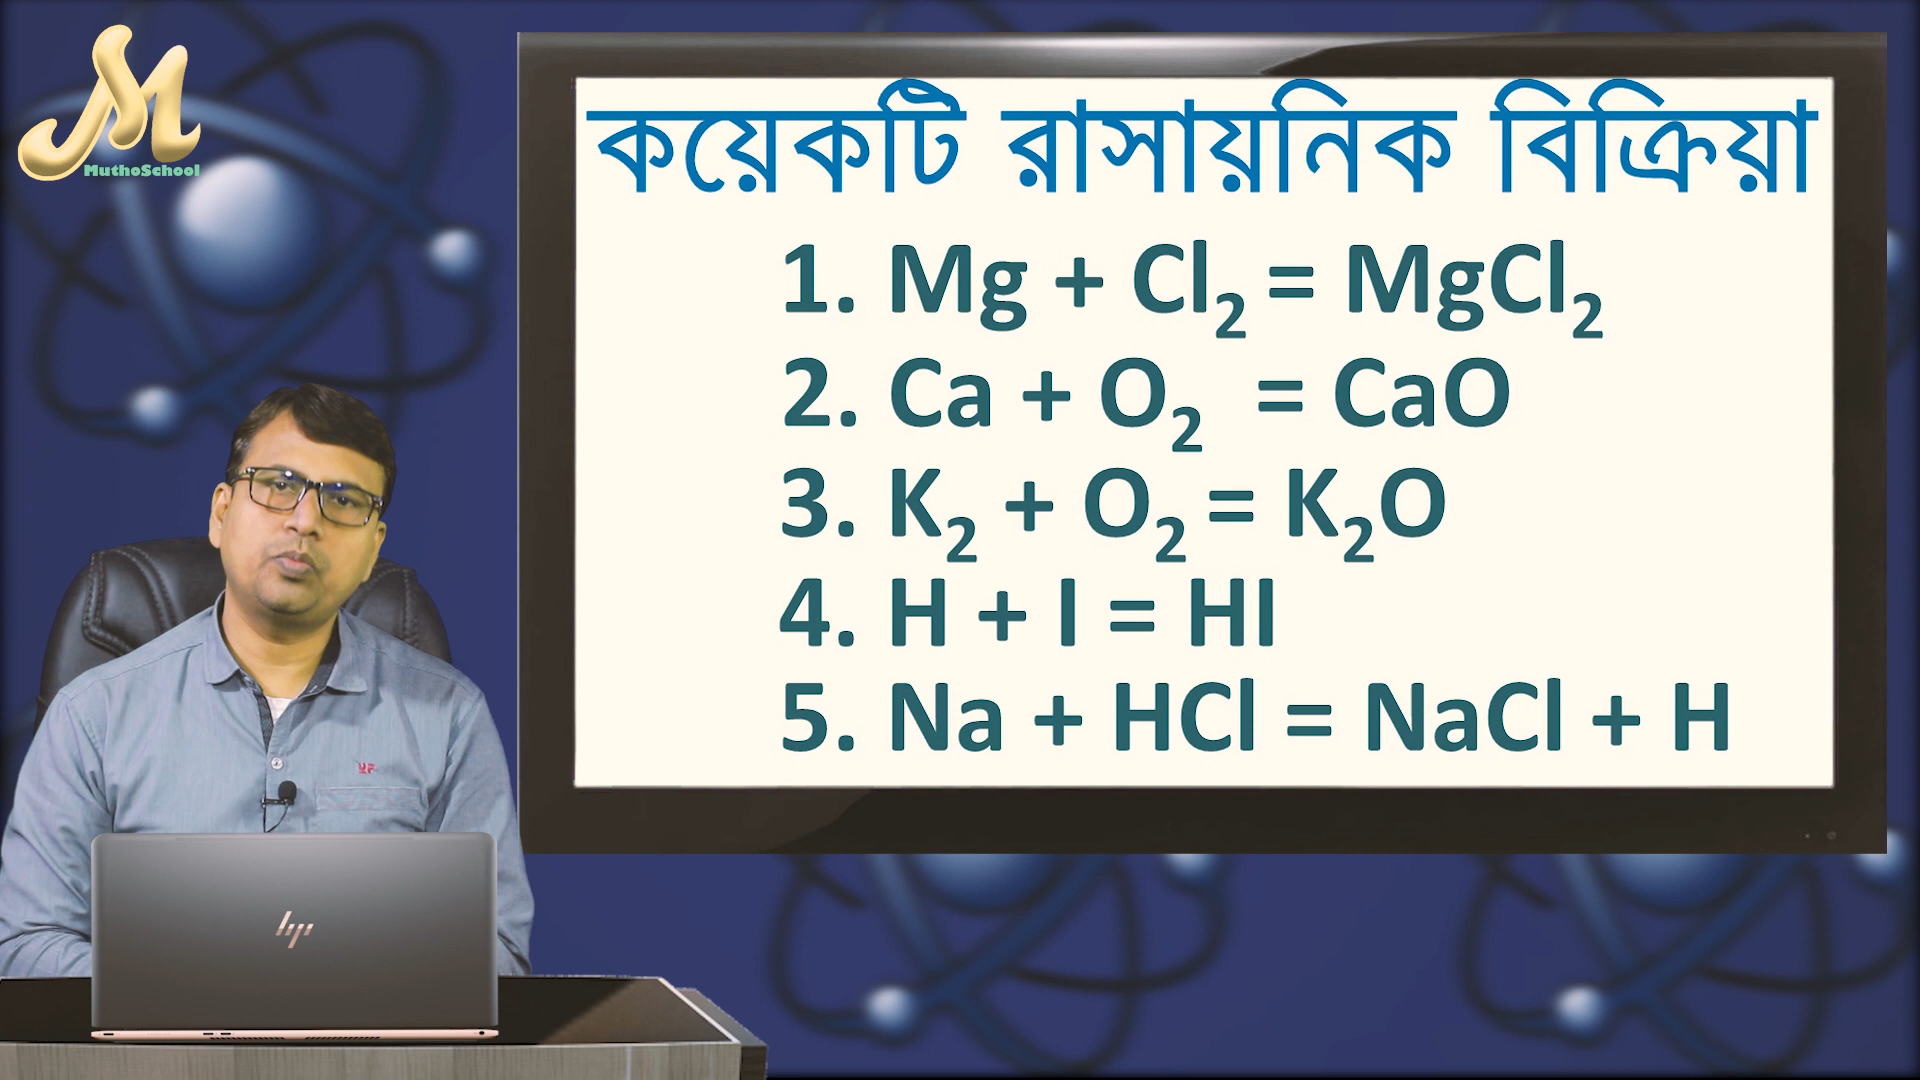 MuthoSchool
কয়েকটি রাসায়নিক বিক্রিয়া
1. Mg + Cl₂ = MgCl₂
2. Ca + O₂ = CaO
3. K₂ + O₂ = K₂O
4. H + I = HI
5. Na + HCl = NaCl + H
hp